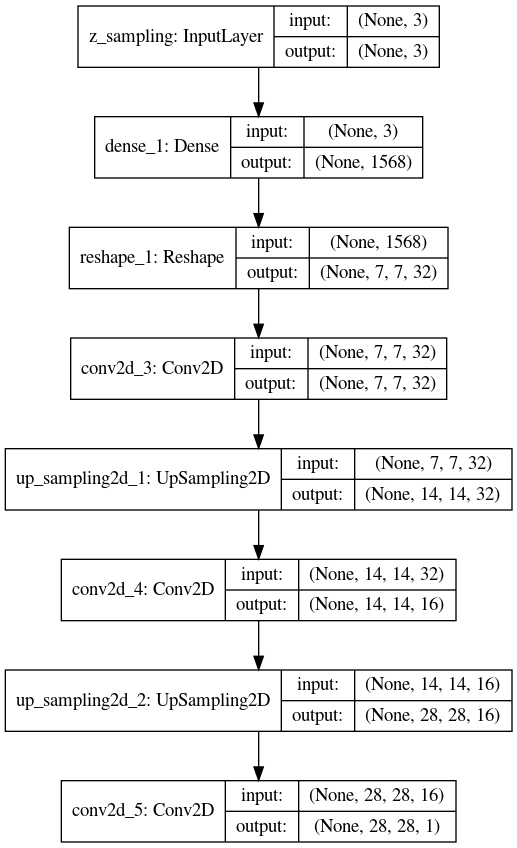 z_sampling: InputLayer
input: (None, 3)
output: (None, 3)
dense_1: Dense
input: (None, 3)
output: (None, 1568)
reshape_1: Reshape
input: (None, 1568)
output: (None, 7, 7, 32)
conv2d_3: Conv2D
input: (None, 7, 7, 32)
output: (None, 7, 7, 32)
up_sampling2d_1: UpSampling2D
input: (None, 7, 7, 32)
output: (None, 14, 14, 32)
conv2d_4: Conv2D
input: (None, 14, 14, 32)
output: (None, 14, 14, 16)
up_sampling2d_2: UpSampling2D
input: (None, 14, 14, 16)
output: (None, 28, 28, 16)
conv2d_5: Conv2D
input: (None, 28, 28, 16)
output: (None, 28, 28, 1)